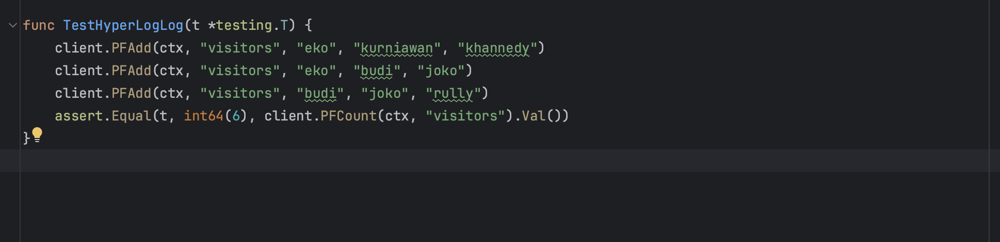 func TestHyperLogLog(t *testing.T) {
    client.PFAdd(ctx, "visitors", "eko", "kurniawan", "khannedy")
    client.PFAdd(ctx, "visitors", "eko", "budi", "joko")
    client.PFAdd(ctx, "visitors", "budi", "joko", "rully")
    assert.Equal(t, int64(6), client.PFCount(ctx, "visitors").Val())
}